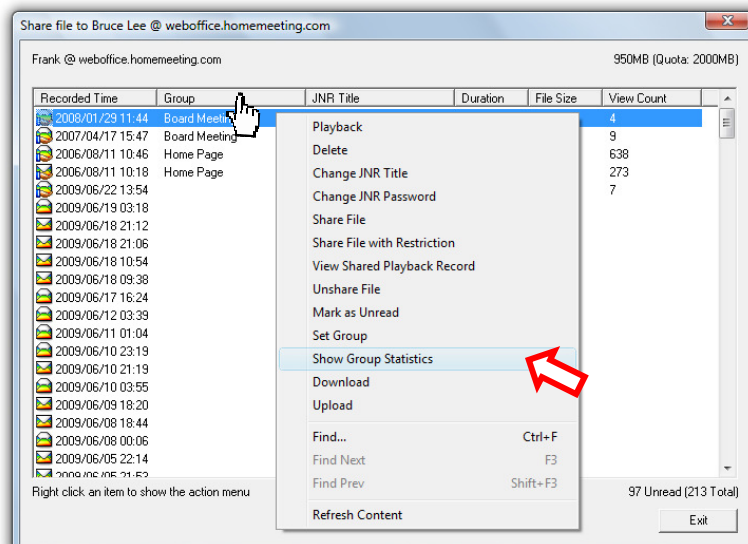 Share file to Bruce Lee @ weboffice.homemeeting.com
Frank @ weboffice.homemeeting.com 950MB (Quota: 2000MB)
Recorded Time Group JNR Title Duration File Size View Count
2008/01/29 11:44 Board Meeting 4
2007/04/17 15:47 Board Meeting 9
2006/08/11 10:46 Home Page 638
2006/08/11 10:18 Home Page 273
2009/06/22 13:54 7
2009/06/19 03:18
2009/06/18 21:12
2009/06/18 21:06
2009/06/18 10:54
2009/06/18 09:38
2009/06/17 16:24
2009/06/12 03:39
2009/06/11 01:04
2009/06/10 23:19
2009/06/10 21:19
2009/06/10 03:55
2009/06/09 18:20
2009/06/08 18:44
2009/06/08 00:06
2009/06/05 22:14
2009/06/05 21:52
Playback
Delete
Change JNR Title
Change JNR Password
Share File
Share File with Restriction
View Shared Playback Record
Unshare File
Mark as Unread
Set Group
Show Group Statistics
Download
Upload
Find... Ctrl+F
Find Next F3
Find Prev Shift+F3
Refresh Content
Right click an item to show the action menu 97 Unread (213 Total)
Exit